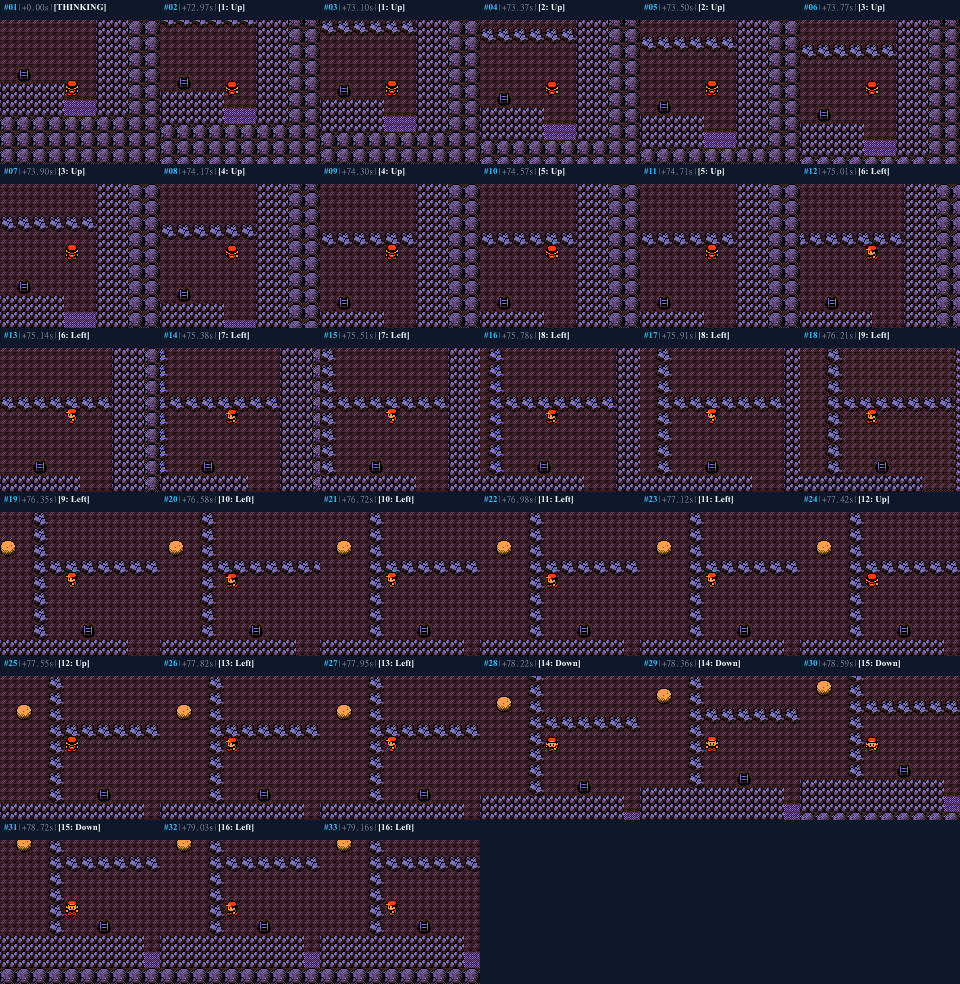 #01|+0.00s|[THINKING] #02|+72.97s|[1: Up] #03|+73.10s|[1: Up] #04|+73.37s|[2: Up] #05|+73.50s|[2: Up] #06|+73.77s|[3: Up]
#07|+73.90s|[3: Up] #08|+74.17s|[4: Up] #09|+74.30s|[4: Up] #10|+74.57s|[5: Up] #11|+74.71s|[5: Up] #12|+75.01s|[6: Left]
#13|+75.14s|[6: Left] #14|+75.38s|[7: Left] #15|+75.51s|[7: Left] #16|+75.78s|[8: Left] #17|+75.91s|[8: Left] #18|+76.21s|[9: Left]
#19|+76.35s|[9: Left] #20|+76.58s|[10: Left] #21|+76.72s|[10: Left] #22|+76.98s|[11: Left] #23|+77.12s|[11: Left] #24|+77.42s|[12: Up]
#25|+77.55s|[12: Up] #26|+77.82s|[13: Left] #27|+77.95s|[13: Left] #28|+78.22s|[14: Down] #29|+78.36s|[14: Down] #30|+78.59s|[15: Down]
#31|+78.72s|[15: Down] #32|+79.03s|[16: Left] #33|+79.16s|[16: Left]